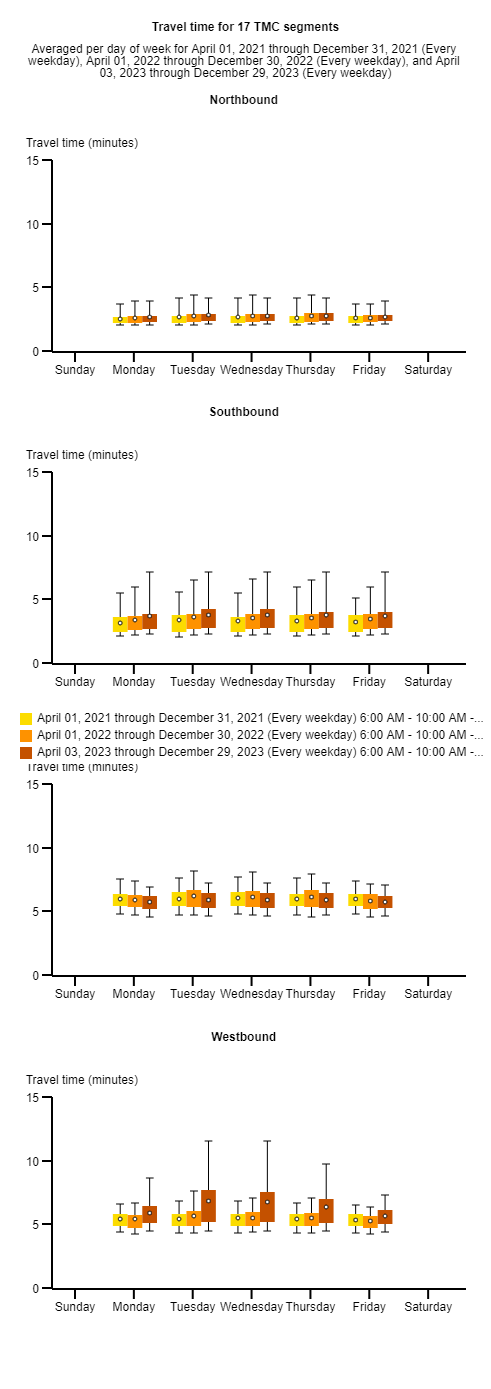 Travel time for 17 TMC segments
Averaged per day of week for April 01, 2021 through December 31, 2021 (Every
weekday), April 01, 2022 through December 30, 2022 (Every weekday), and April
03, 2023 through December 29, 2023 (Every weekday)
Northbound
Travel time (minutes)
15
10
5
0
Sunday Monday Tuesday Wednesday Thursday Friday Saturday
Southbound
Travel time (minutes)
15
10
5
0
Sunday Monday Tuesday Wednesday Thursday Friday Saturday
April 01, 2021 through December 31, 2021 (Every weekday) 6:00 AM - 10:00 AM -...
April 01, 2022 through December 30, 2022 (Every weekday) 6:00 AM - 10:00 AM -...
April 03, 2023 through December 29, 2023 (Every weekday) 6:00 AM - 10:00 AM -...
Travel time (minutes)
15
10
5
0
Sunday Monday Tuesday Wednesday Thursday Friday Saturday
Westbound
Travel time (minutes)
15
10
5
0
Sunday Monday Tuesday Wednesday Thursday Friday Saturday